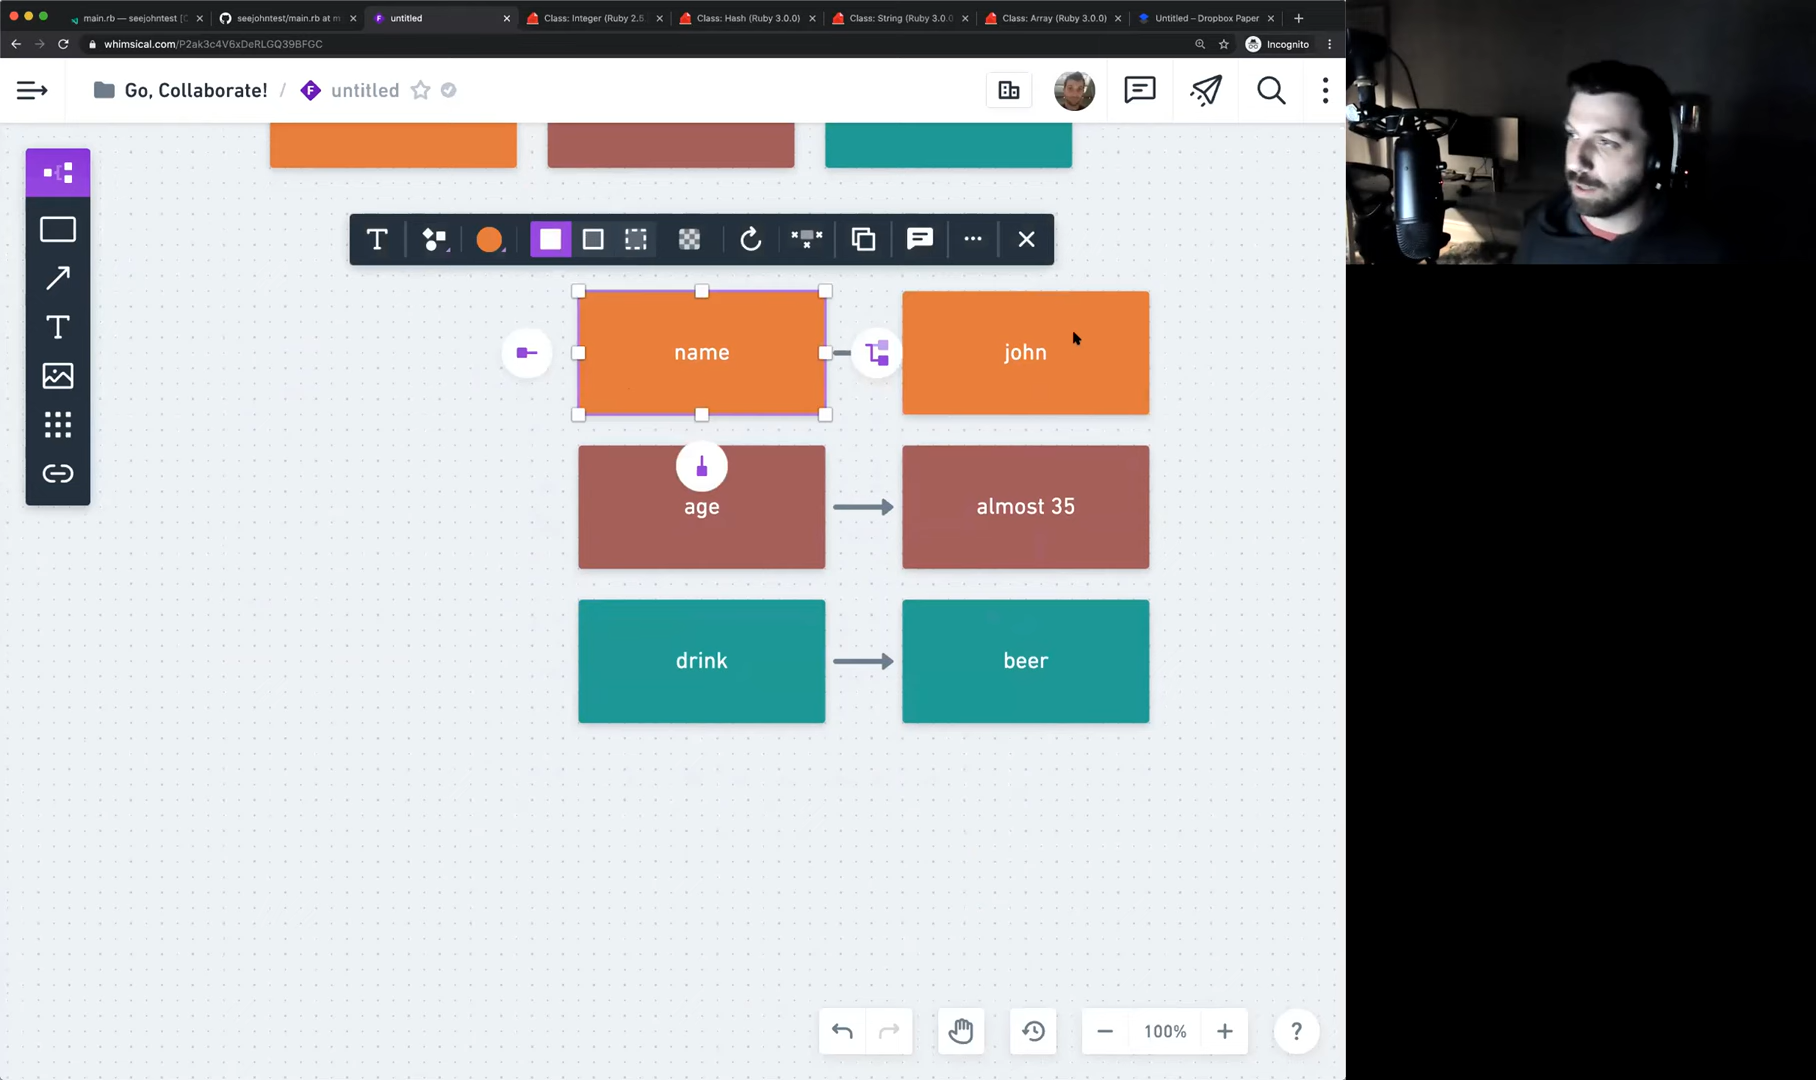 main.rb — seejohntest [C
seejohntest/main.rb at m
untitled
Class: Integer (Ruby 2.6
Class: Hash (Ruby 3.0.0)
Class: String (Ruby 3.0.0
Class: Array (Ruby 3.0.0)
Untitled – Dropbox Paper
whimsical.com/P2ak3c4V6xDeRLGQ39BFGC
Incognito
Go, Collaborate! / untitled
name
john
age
almost 35
drink
beer
100%